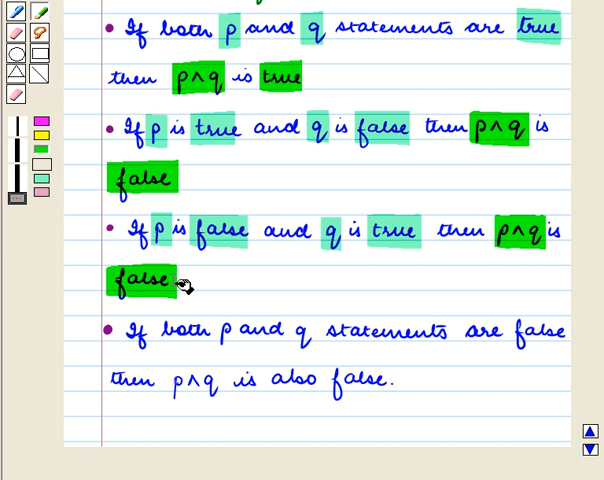 • If both p and q statements are true
then p∧q is true
• If p is true and q is false then p∧q is
false
• If p is false and q is true then p∧q is
false
• If both p and q statements are false
then p∧q is also false.